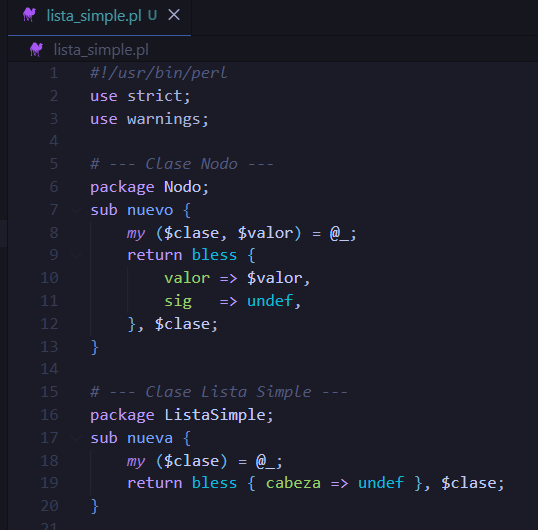 lista_simple.pl U
lista_simple.pl
1 #!/usr/bin/perl
2 use strict;
3 use warnings;
4
5 # --- Clase Nodo ---
6 package Nodo;
7 sub nuevo {
8     my ($clase, $valor) = @_;
9     return bless {
10         valor => $valor,
11         sig   => undef,
12     }, $clase;
13 }
14
15 # --- Clase Lista Simple ---
16 package ListaSimple;
17 sub nueva {
18     my ($clase) = @_;
19     return bless { cabeza => undef }, $clase;
20 }
21